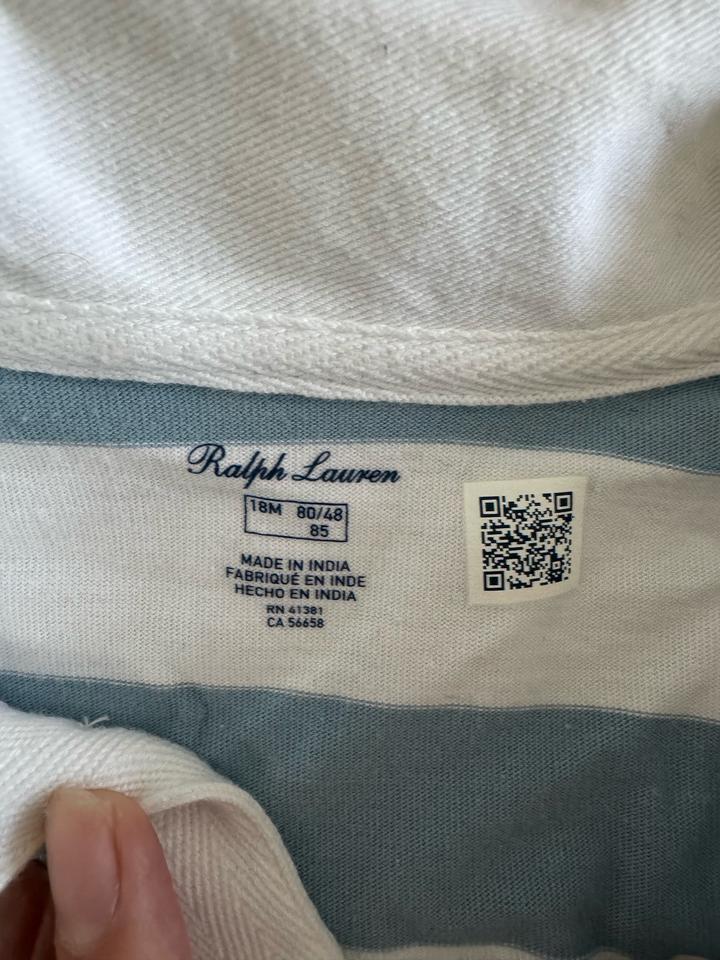 Ralph Lauren
18M 80/48
85
MADE IN INDIA
FABRIQUÉ EN INDE
HECHO EN INDIA
RN 41381
CA 56658